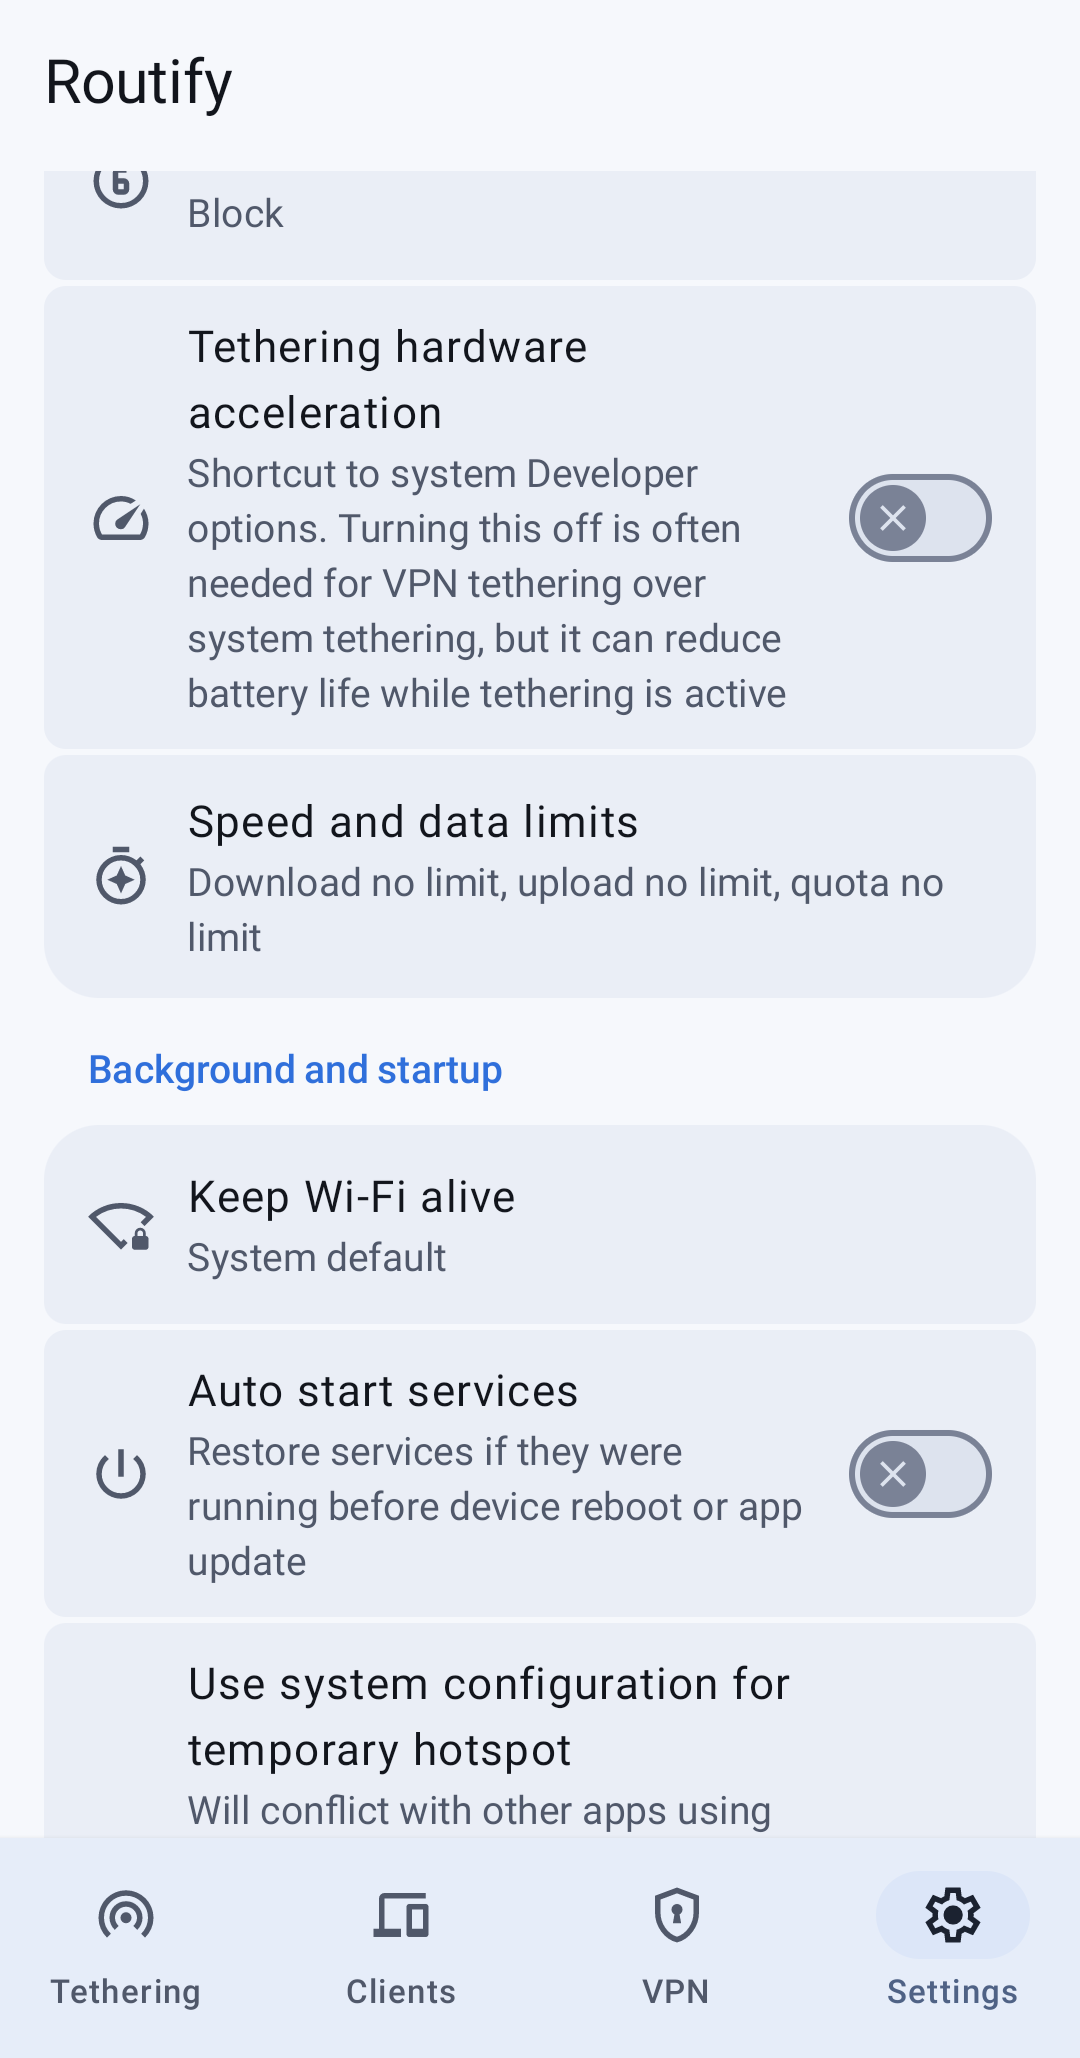 Routify
Block
Tethering hardware
acceleration
Shortcut to system Developer
options. Turning this off is often
needed for VPN tethering over
system tethering, but it can reduce
battery life while tethering is active
Speed and data limits
Download no limit, upload no limit, quota no
limit
Background and startup
Keep Wi-Fi alive
System default
Auto start services
Restore services if they were
running before device reboot or app
update
Use system configuration for
temporary hotspot
Will conflict with other apps using
Tethering
Clients
VPN
Settings